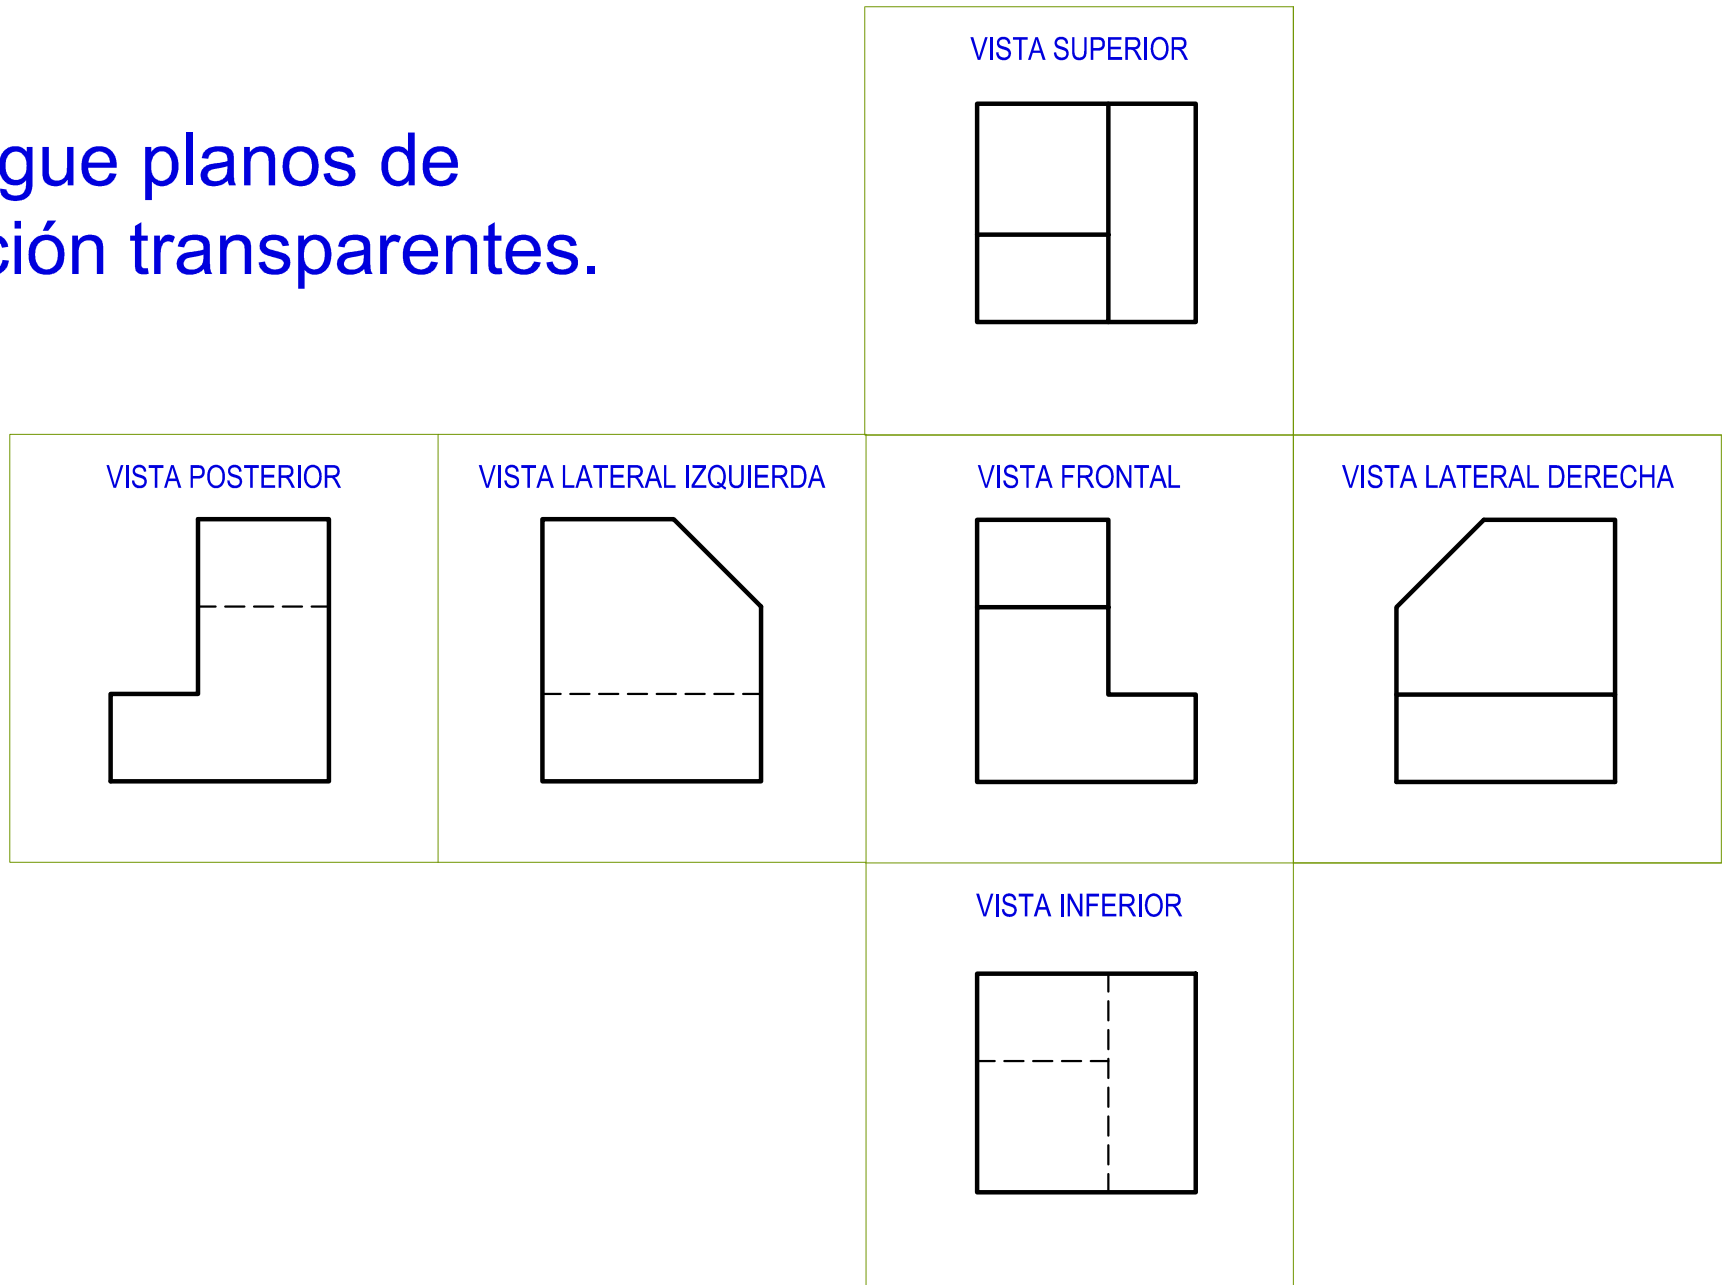 VISTA SUPERIOR
gue planos de
ción transparentes.
VISTA POSTERIOR
VISTA LATERAL IZQUIERDA
VISTA FRONTAL
VISTA LATERAL DERECHA
VISTA INFERIOR